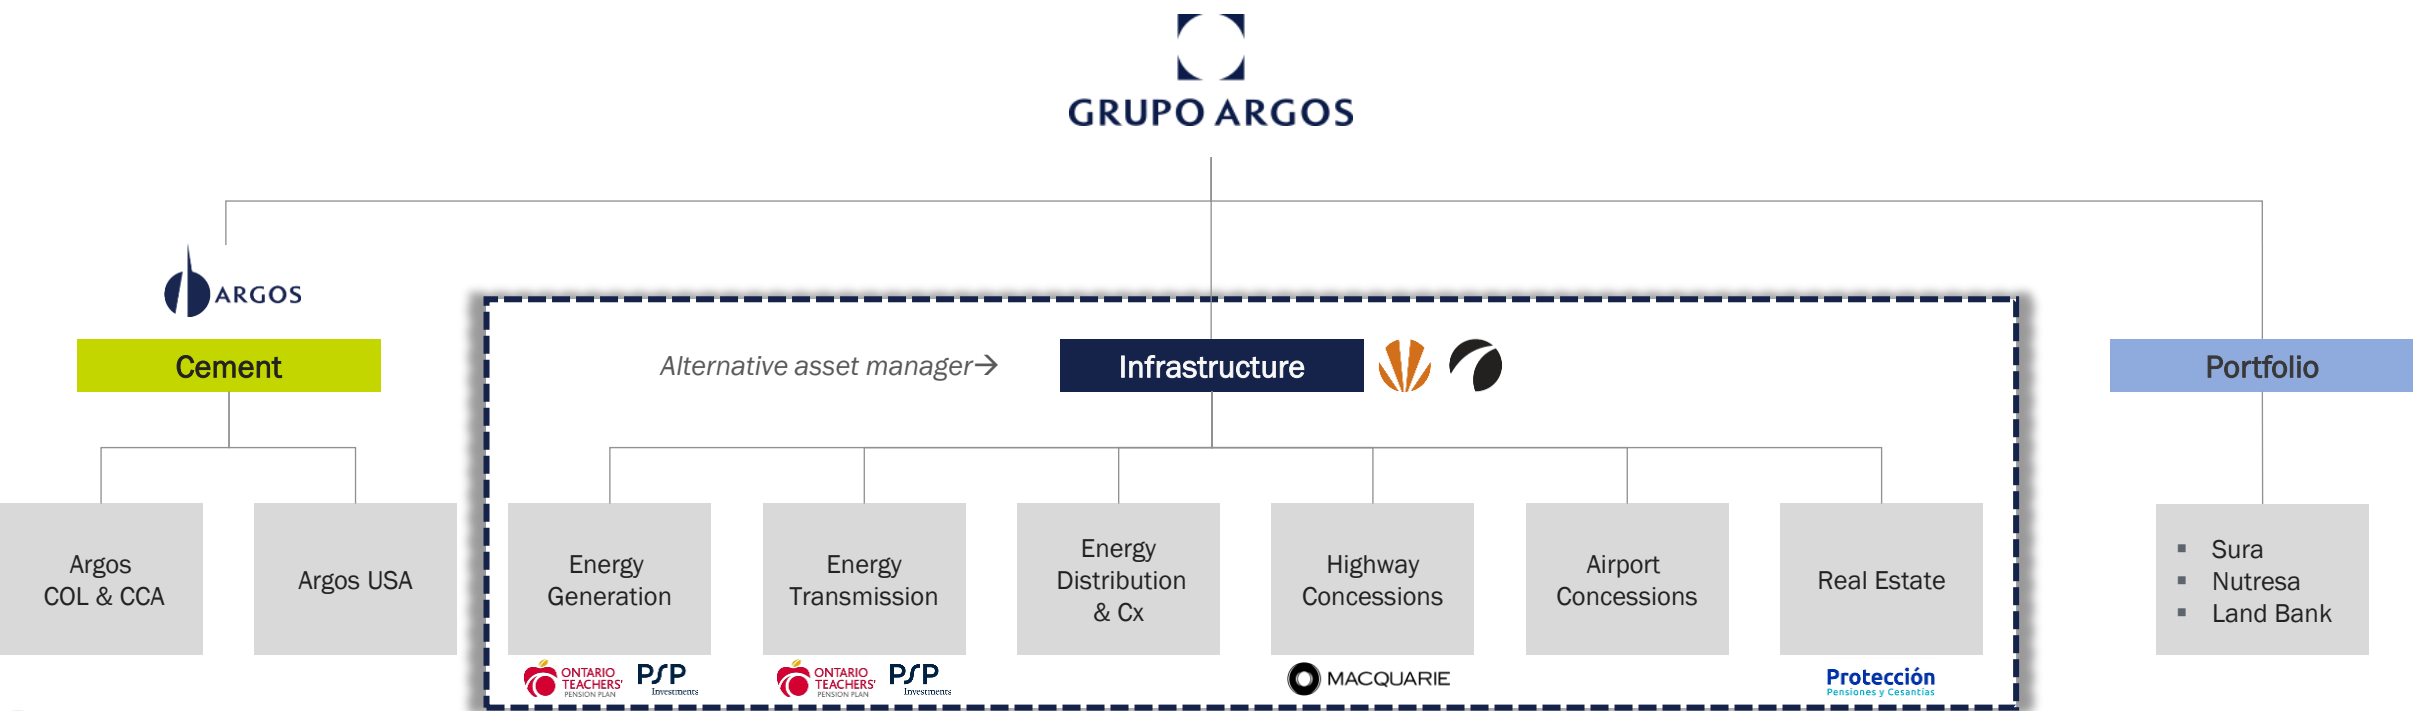 GRUPO ARGOS
ARGOS
Cement
Alternative asset manager→
Infrastructure
Portfolio
Argos
COL & CCA
Argos USA
Energy
Generation
Energy
Transmission
Energy
Distribution
& Cx
Highway
Concessions
Airport
Concessions
Real Estate
▪ Sura
▪ Nutresa
▪ Land Bank
ONTARIO
TEACHERS'
PENSION PLAN
PSP
Investments
ONTARIO
TEACHERS'
PENSION PLAN
PSP
Investments
MACQUARIE
Protección
Pensiones y Cesantías